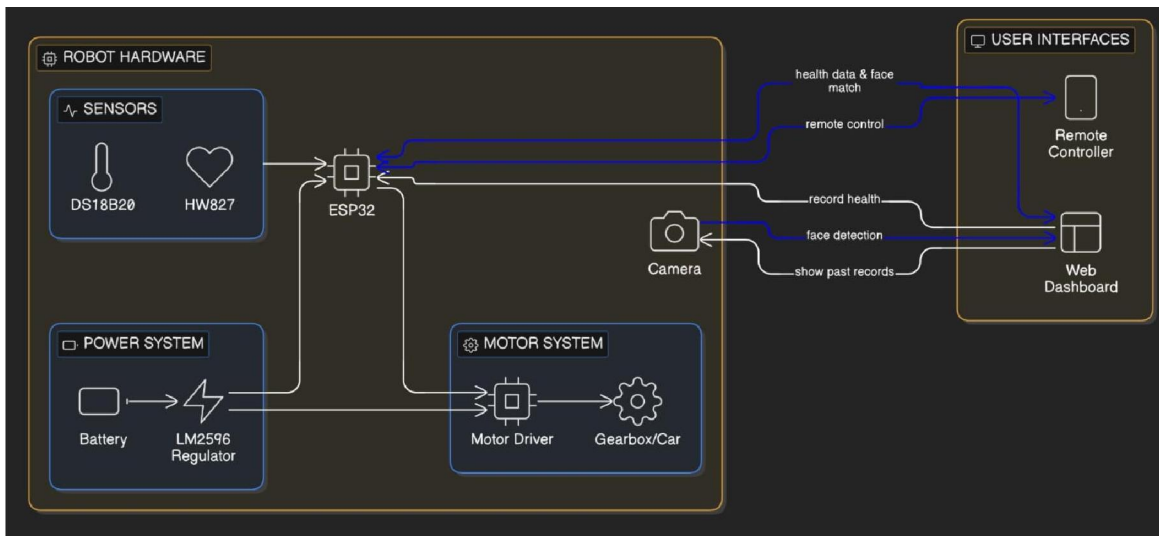 ROBOT HARDWARE
SENSORS
DS18B20
HW827
ESP32
Camera
POWER SYSTEM
Battery
LM2596
Regulator
MOTOR SYSTEM
Motor Driver
Gearbox/Car
health data & face
match
remote control
record health
face detection
show past records
USER INTERFACES
Remote
Controller
Web
Dashboard